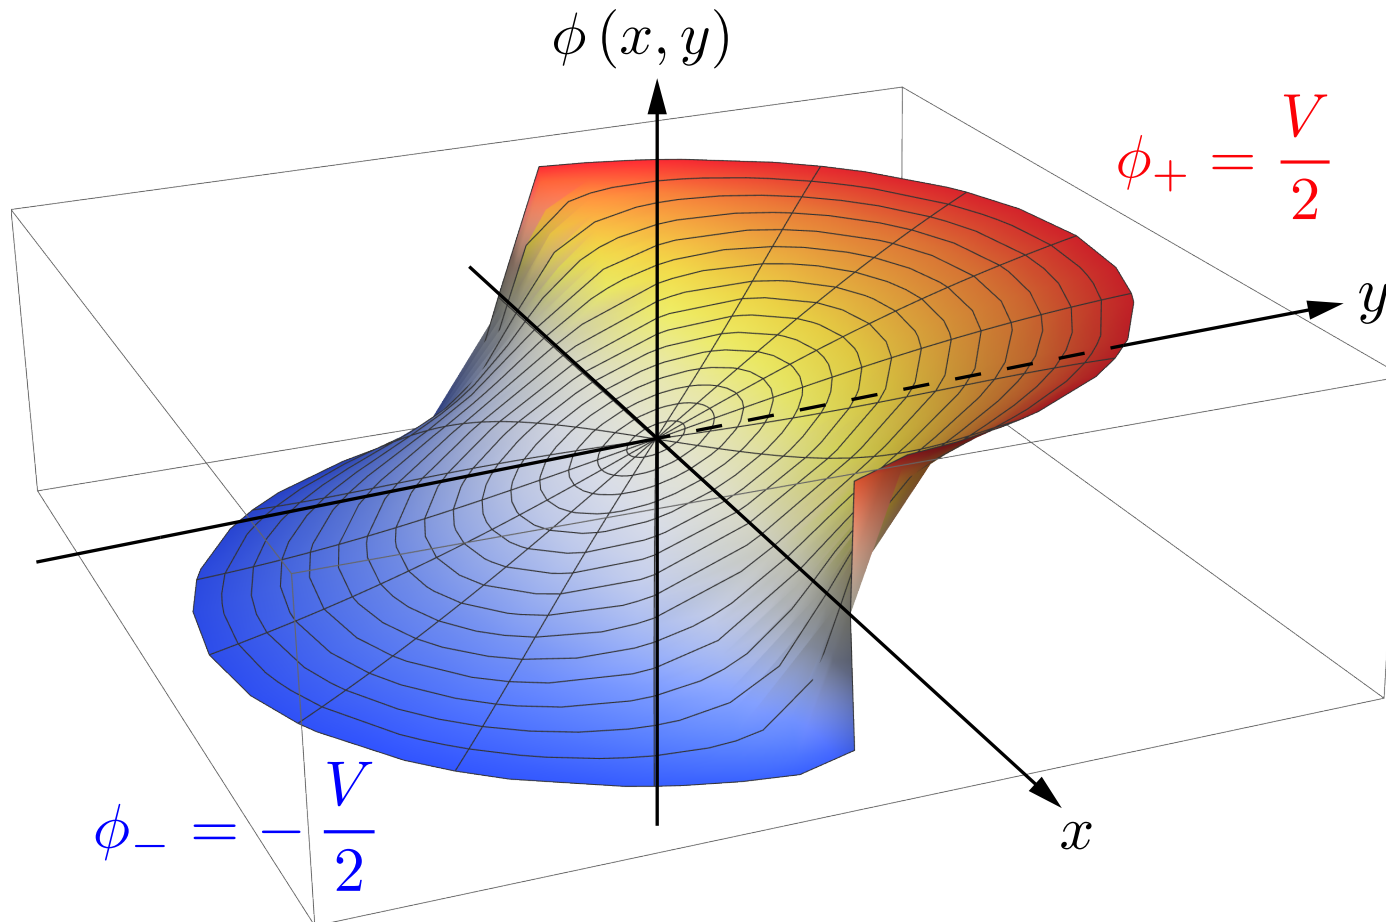 ϕ (x, y)
ϕ₊ = V/2
y
ϕ₋ = − V/2
x